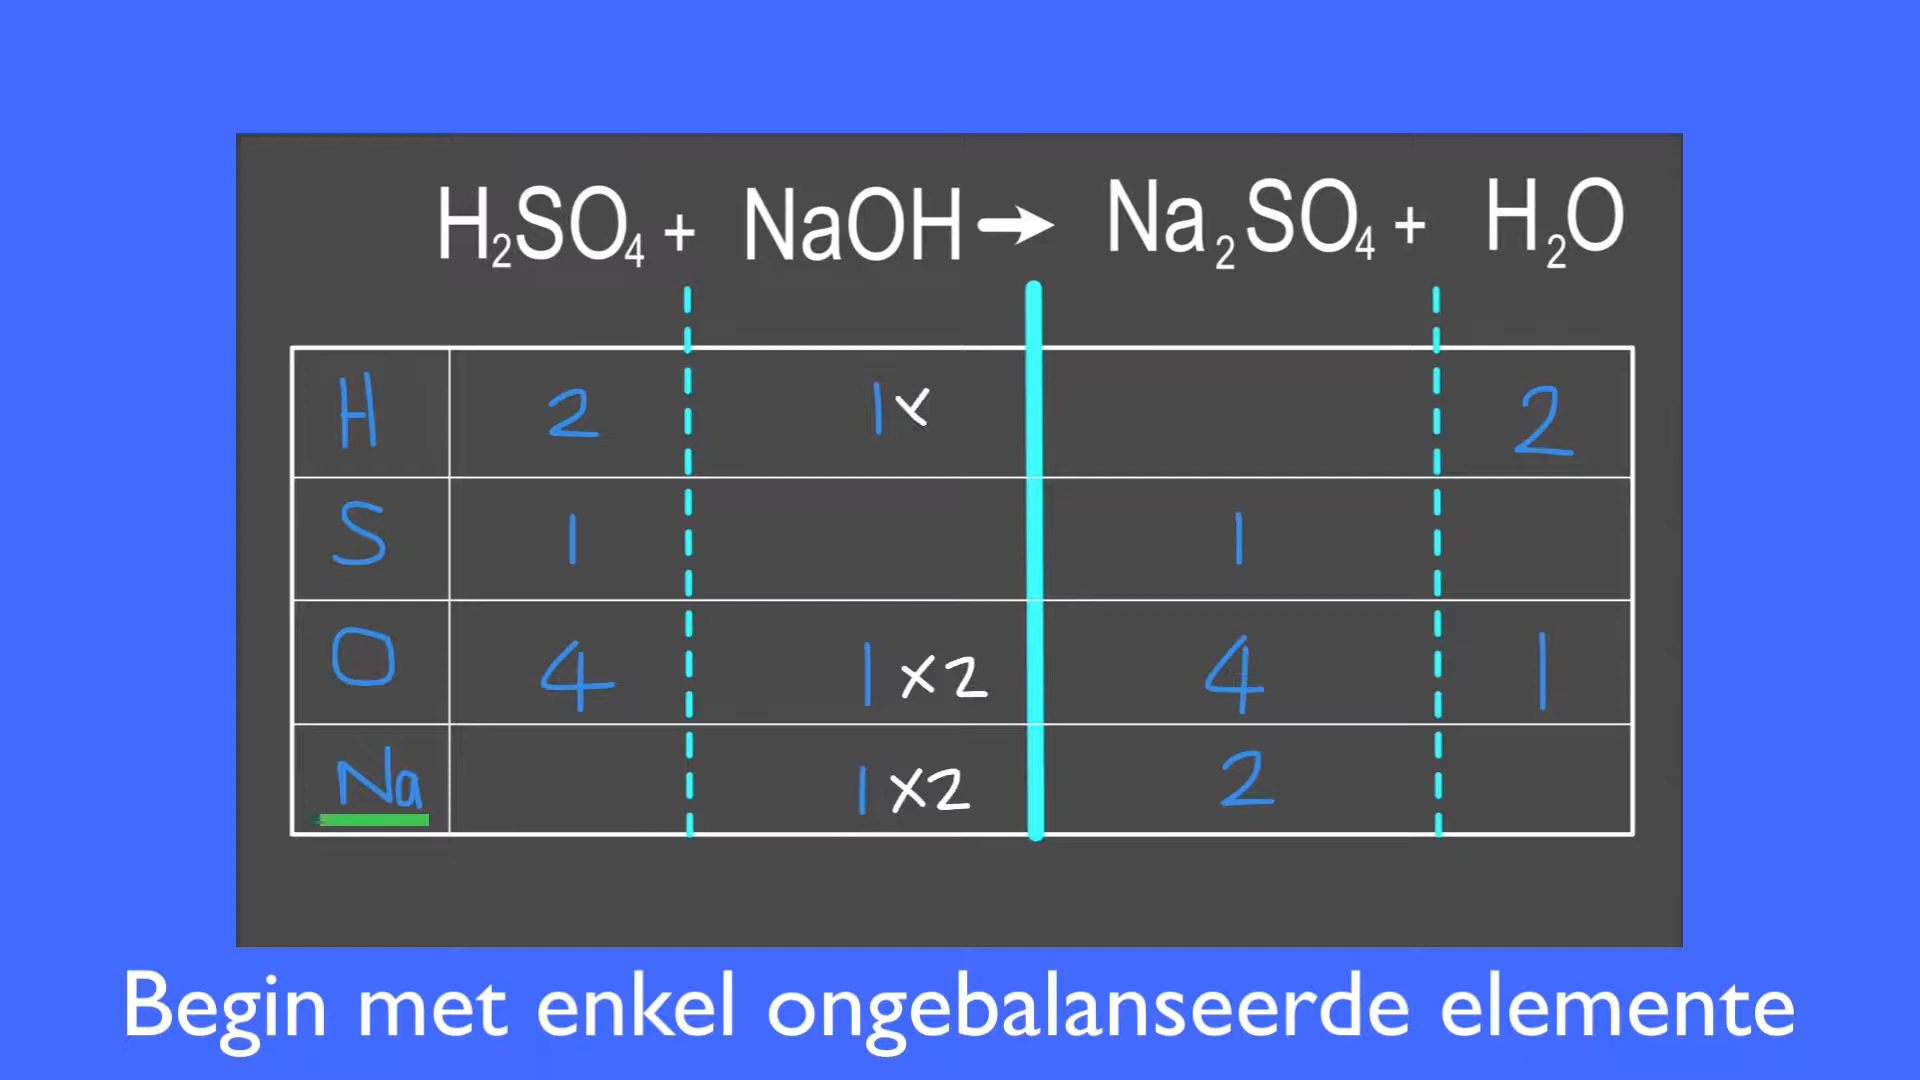 H₂SO₄ + NaOH → Na₂SO₄ + H₂O
H 2 1× 2
S 1 1
O 4 1×2 4 1
Na 1×2 2
Begin met enkel ongebalanseerde elemente